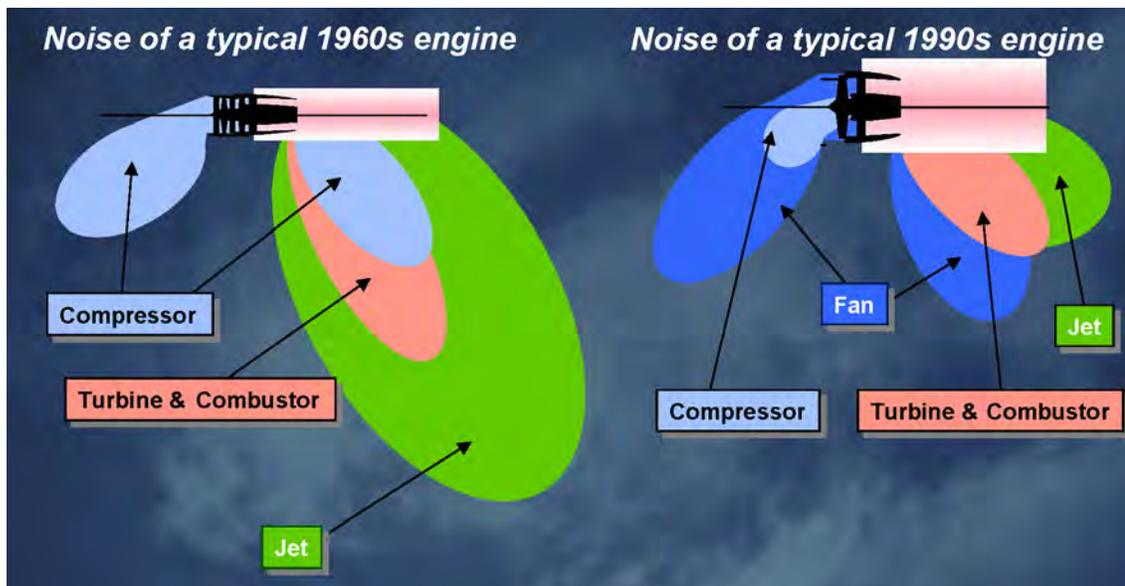 Noise of a typical 1960s engine
Compressor
Turbine & Combustor
Jet
Noise of a typical 1990s engine
Fan
Jet
Compressor
Turbine & Combustor